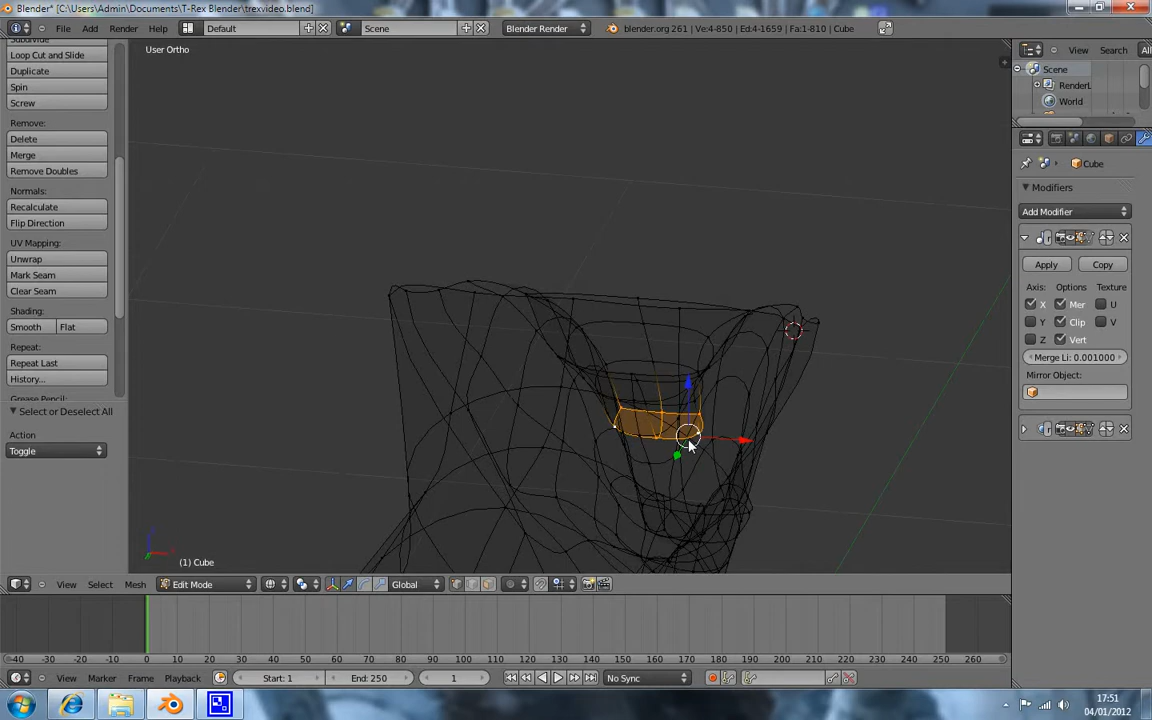 Blender* [C:\Users\Admin\Documents\T-Rex Blender\trexvideo.blend]
File Add Render Help Default Scene Blender Render blender.org 261 | Ve:4-850 | Ed:4-1659 | Fa:1-810 | Cube
User Ortho
View Search All
Scene
RenderL
World
Cube
Modifiers
Add Modifier
Apply Copy
Axis: Options Texture
X Mer U
Y Clip V
Z Vert
Merge Li: 0.001000
Mirror Object:
Subdivide
Loop Cut and Slide
Duplicate
Spin
Screw
Remove:
Delete
Merge
Remove Doubles
Normals:
Recalculate
Flip Direction
UV Mapping:
Unwrap
Mark Seam
Clear Seam
Shading:
Smooth Flat
Repeat:
Repeat Last
History...
Grease Pencil:
Select or Deselect All
Action
Toggle
(1) Cube
View Select Mesh Edit Mode Global
-40 -30 -20 -10 0 10 20 30 40 50 60 70 80 90 100 110 120 130 140 150 160 170 180 190 200 210 220 230 240 250 260
View Marker Frame Playback Start: 1 End: 250 1 No Sync
17:51
04/01/2012